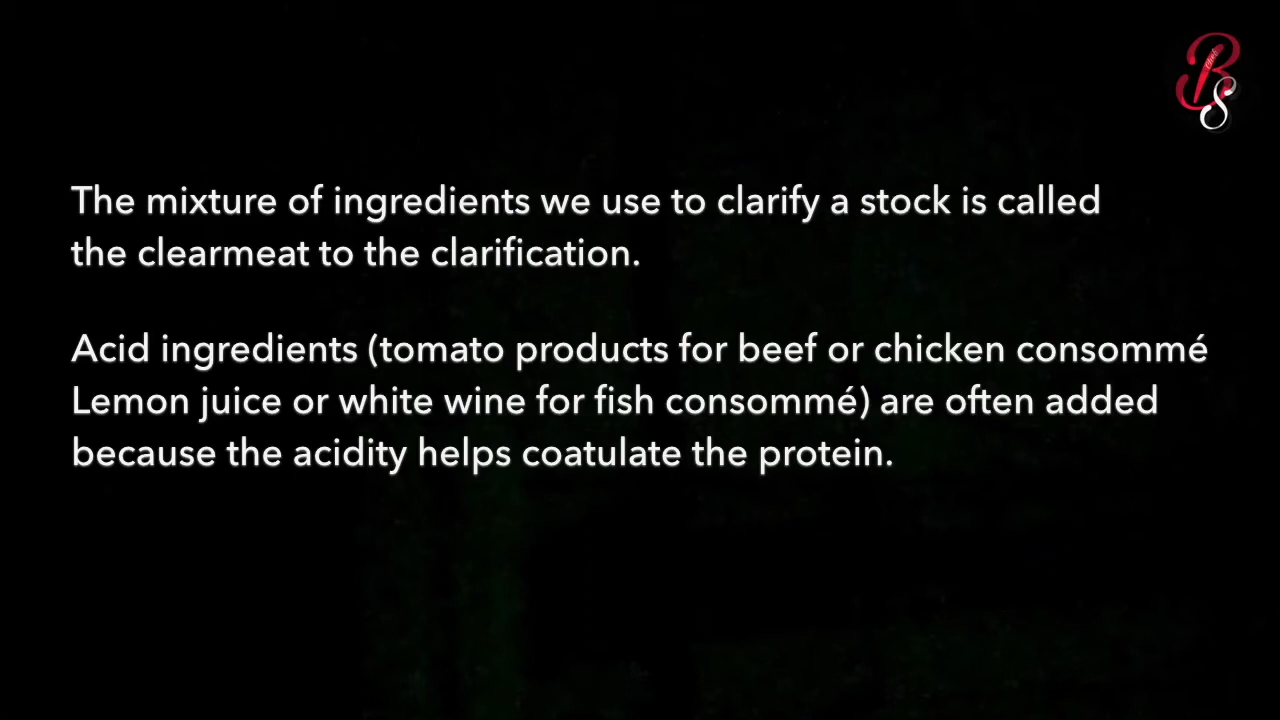 The mixture of ingredients we use to clarify a stock is called
the clearmeat to the clarification.
Acid ingredients (tomato products for beef or chicken consommé
Lemon juice or white wine for fish consommé) are often added
because the acidity helps coatulate the protein.